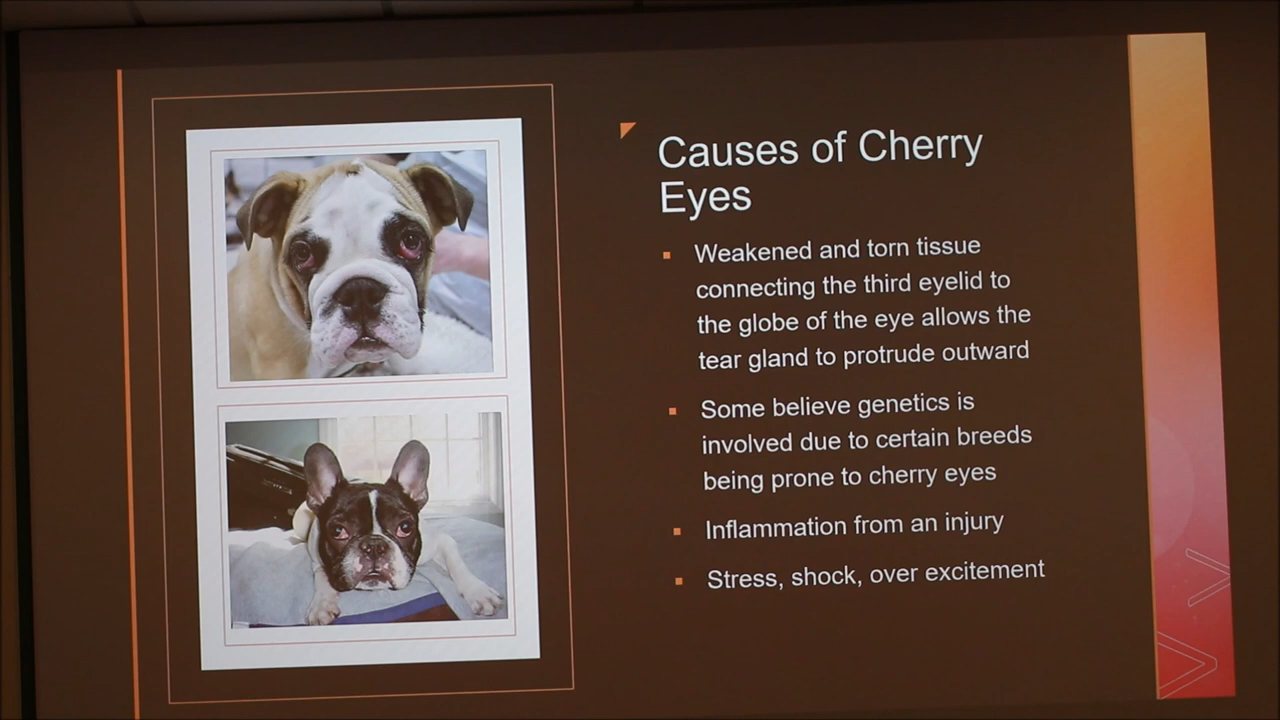 Causes of Cherry
Eyes
Weakened and torn tissue
connecting the third eyelid to
the globe of the eye allows the
tear gland to protrude outward
Some believe genetics is
involved due to certain breeds
being prone to cherry eyes
Inflammation from an injury
Stress, shock, over excitement